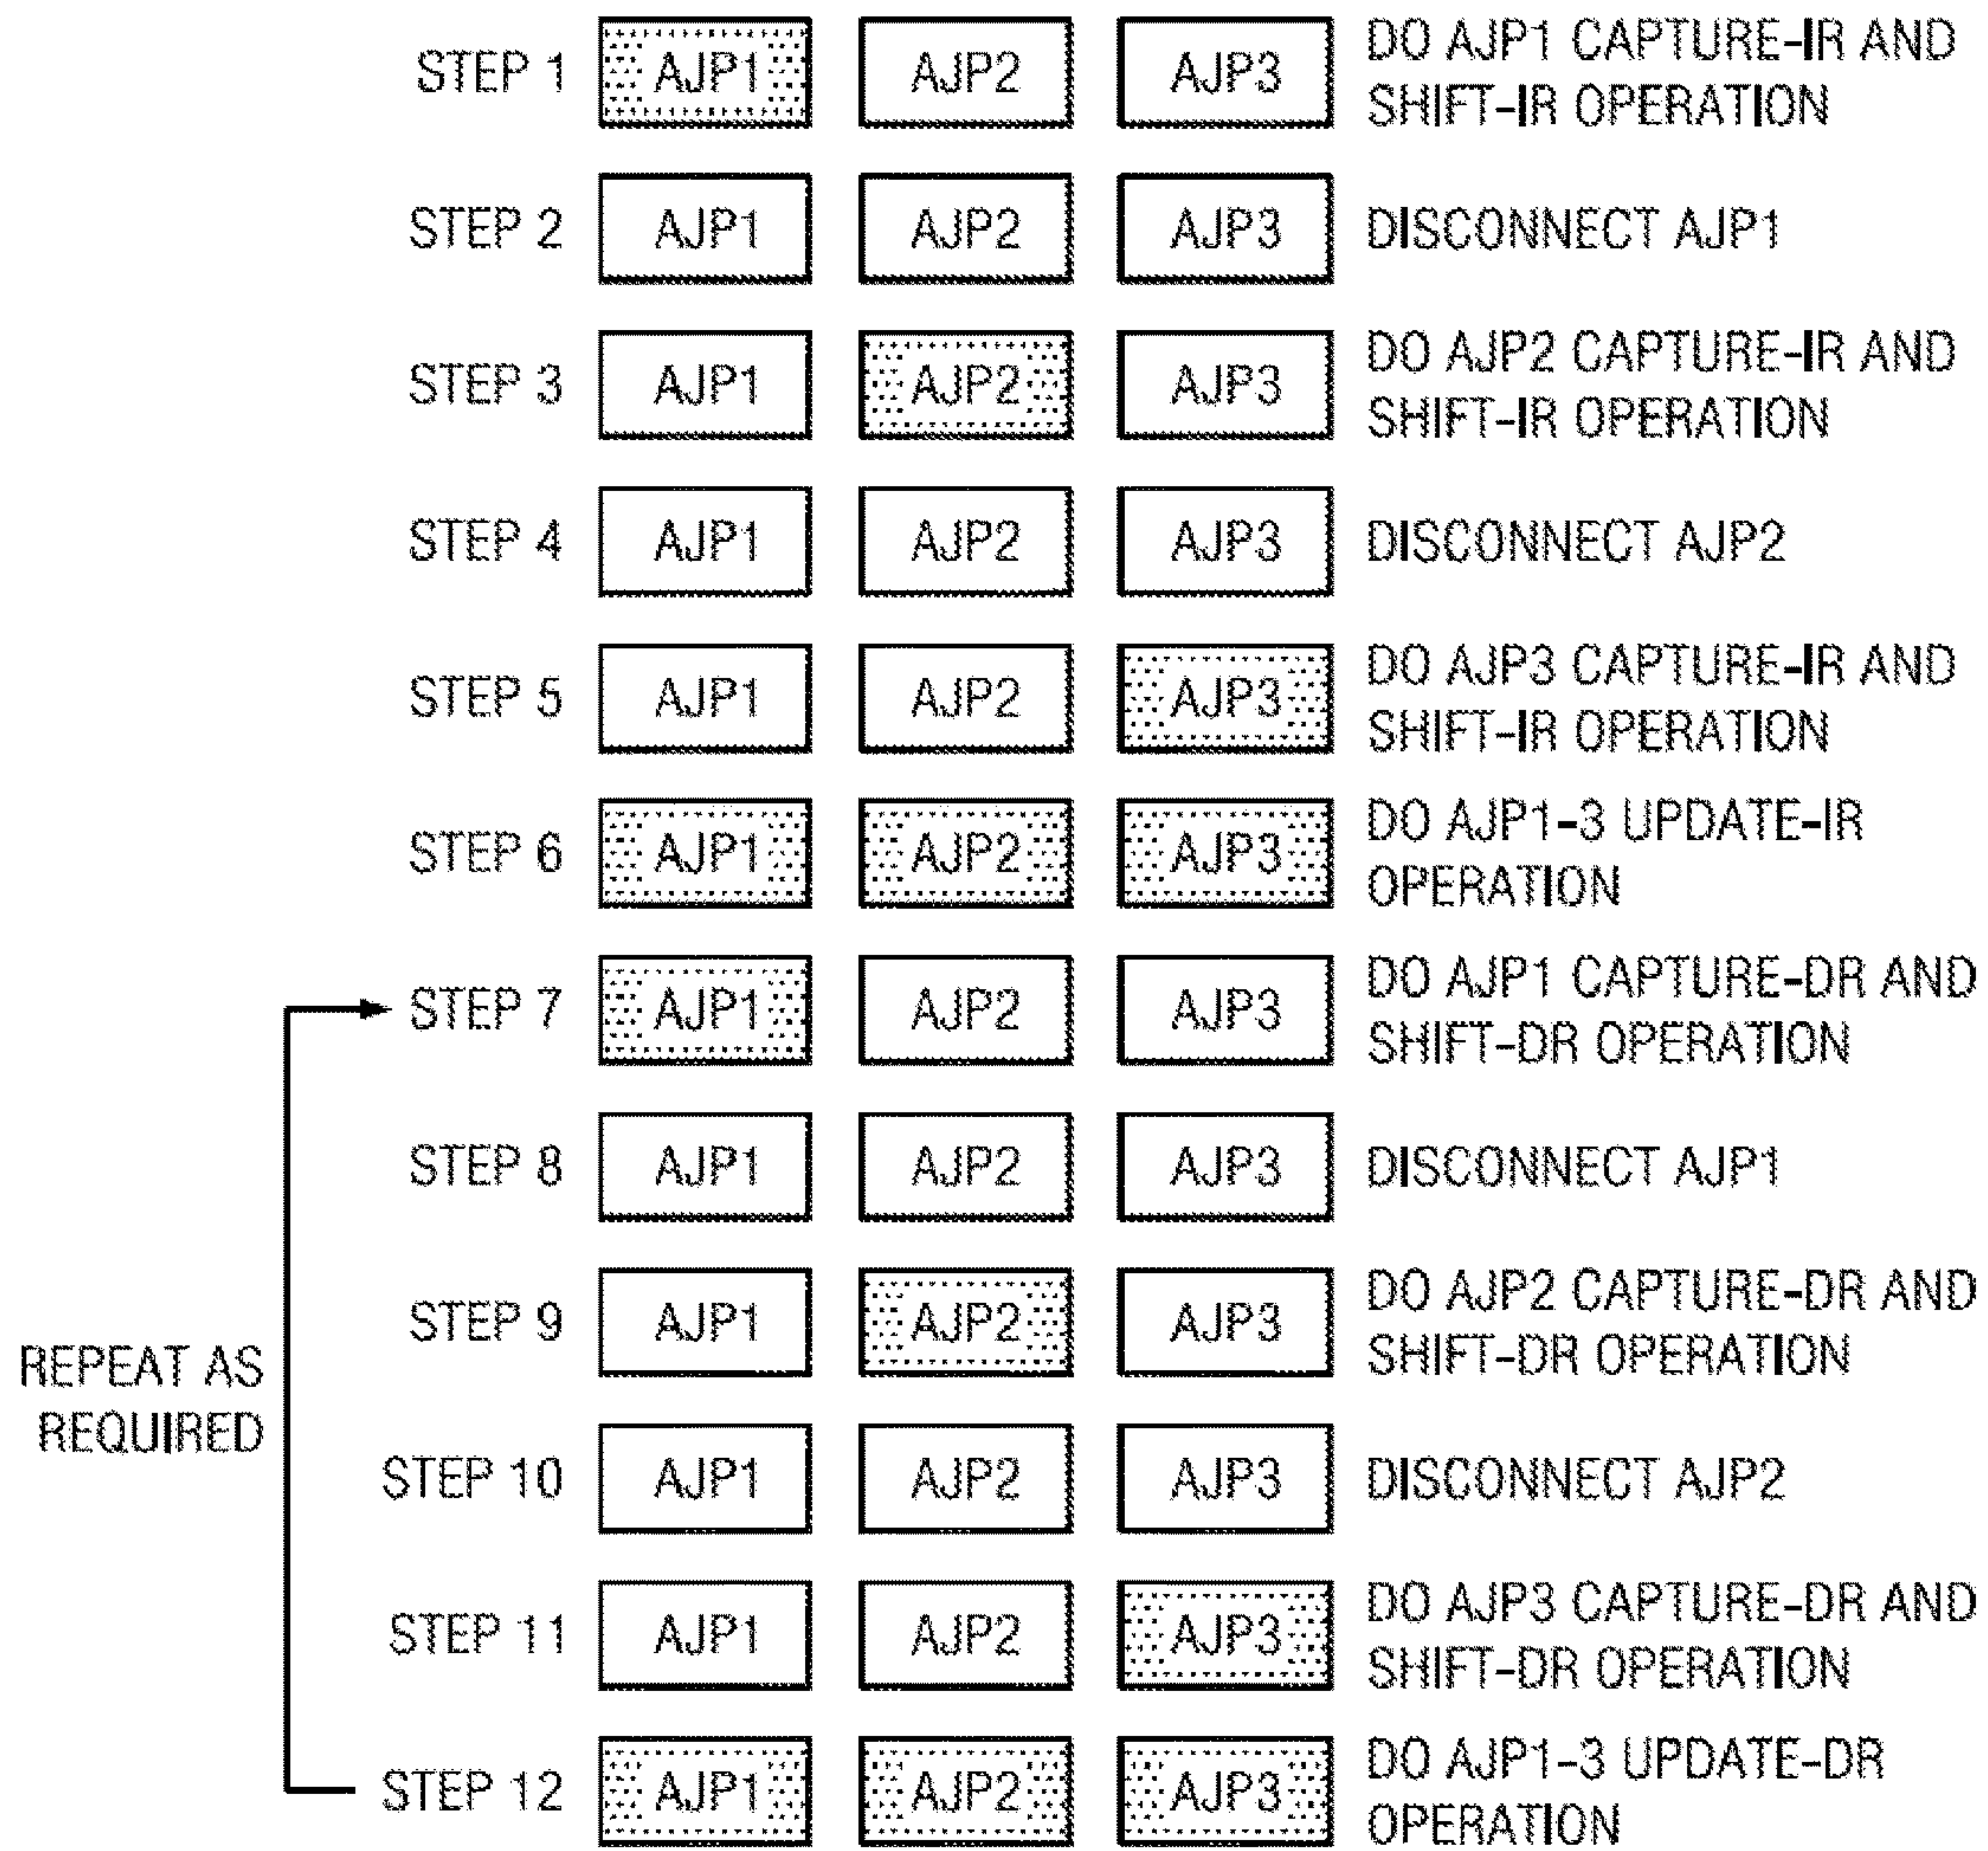 STEP 1 AJP1 AJP2 AJP3 DO AJP1 CAPTURE-IR AND
SHIFT-IR OPERATION
STEP 2 AJP1 AJP2 AJP3 DISCONNECT AJP1
STEP 3 AJP1 AJP2 AJP3 DO AJP2 CAPTURE-IR AND
SHIFT-IR OPERATION
STEP 4 AJP1 AJP2 AJP3 DISCONNECT AJP2
STEP 5 AJP1 AJP2 AJP3 DO AJP3 CAPTURE-IR AND
SHIFT-IR OPERATION
STEP 6 AJP1 AJP2 AJP3 DO AJP1-3 UPDATE-IR
OPERATION
STEP 7 AJP1 AJP2 AJP3 DO AJP1 CAPTURE-DR AND
SHIFT-DR OPERATION
STEP 8 AJP1 AJP2 AJP3 DISCONNECT AJP1
STEP 9 AJP1 AJP2 AJP3 DO AJP2 CAPTURE-DR AND
SHIFT-DR OPERATION
REPEAT AS
REQUIRED
STEP 10 AJP1 AJP2 AJP3 DISCONNECT AJP2
STEP 11 AJP1 AJP2 AJP3 DO AJP3 CAPTURE-DR AND
SHIFT-DR OPERATION
STEP 12 AJP1 AJP2 AJP3 DO AJP1-3 UPDATE-DR
OPERATION